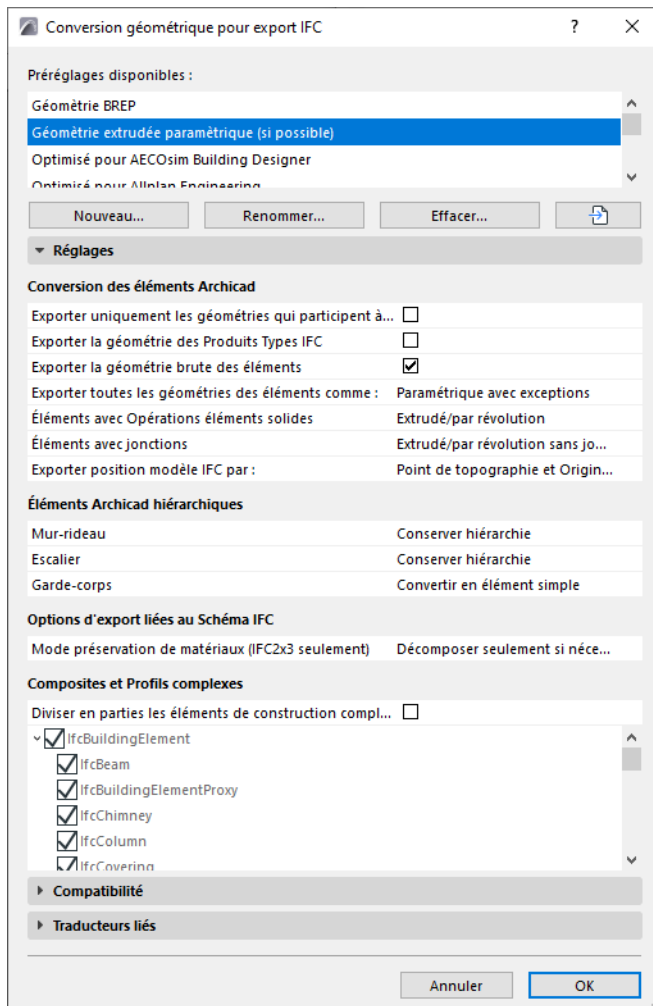 Conversion géométrique pour export IFC ?
Préréglages disponibles :
Géométrie BREP
Géomètrie extrudée paramètrique (si possible)
Optimisé pour AECOsim Building Designer
Optimisé pour Allplan Engineering
Nouveau... Renommer... Effacer...
Réglages
Conversion des éléments Archicad
Exporter uniquement les géométries qui participent à...
Exporter la géométrie des Produits Types IFC
Exporter la géométrie brute des éléments
Exporter toutes les géométries des éléments comme : Paramétrique avec exceptions
Éléments avec Opérations éléments solides Extrudé/par révolution
Éléments avec jonctions Extrudé/par révolution sans jo...
Exporter position modèle IFC par : Point de topographie et Origin...
Éléments Archicad hiérarchiques
Mur-rideau Conserver hiérarchie
Escalier Conserver hiérarchie
Garde-corps Convertir en élément simple
Options d'export liées au Schéma IFC
Mode préservation de matériaux (IFC2x3 seulement) Décomposer seulement si néce...
Composites et Profils complexes
Diviser en parties les éléments de construction compl...
IfcBuildingElement
IfcBeam
IfcBuildingElementProxy
IfcChimney
IfcColumn
IfcCovering
Compatibilité
Traducteurs liés
Annuler OK